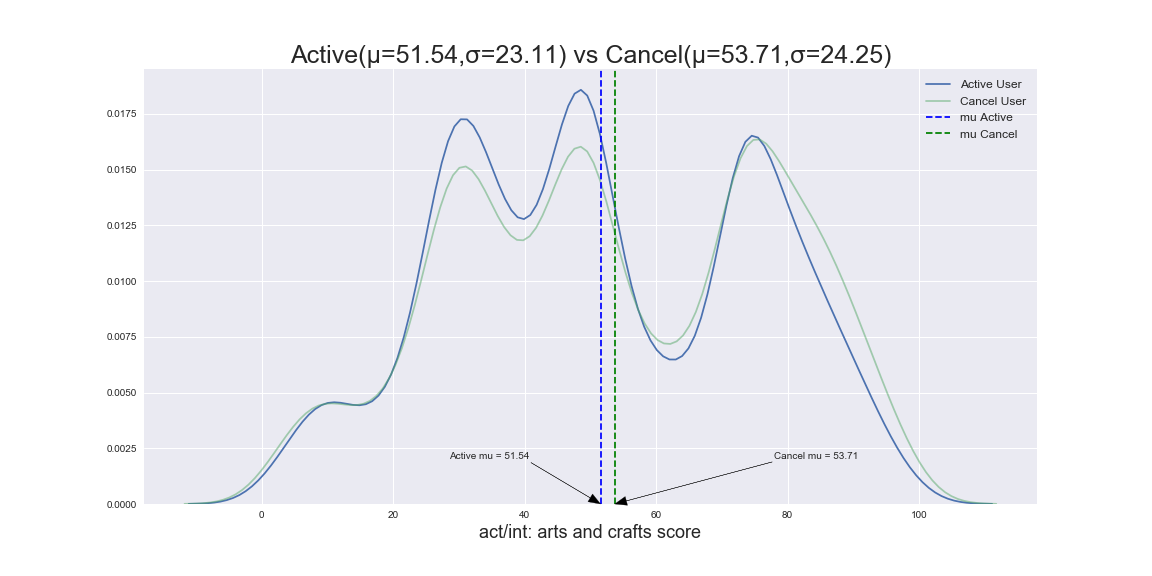 Active(μ=51.54,σ=23.11) vs Cancel(μ=53.71,σ=24.25)
Active User
Cancel User
mu Active
mu Cancel
0.0175
0.0150
0.0125
0.0100
0.0075
0.0050
0.0025
0.0000
Active mu = 51.54
Cancel mu = 53.71
0 20 40 60 80 100
act/int: arts and crafts score